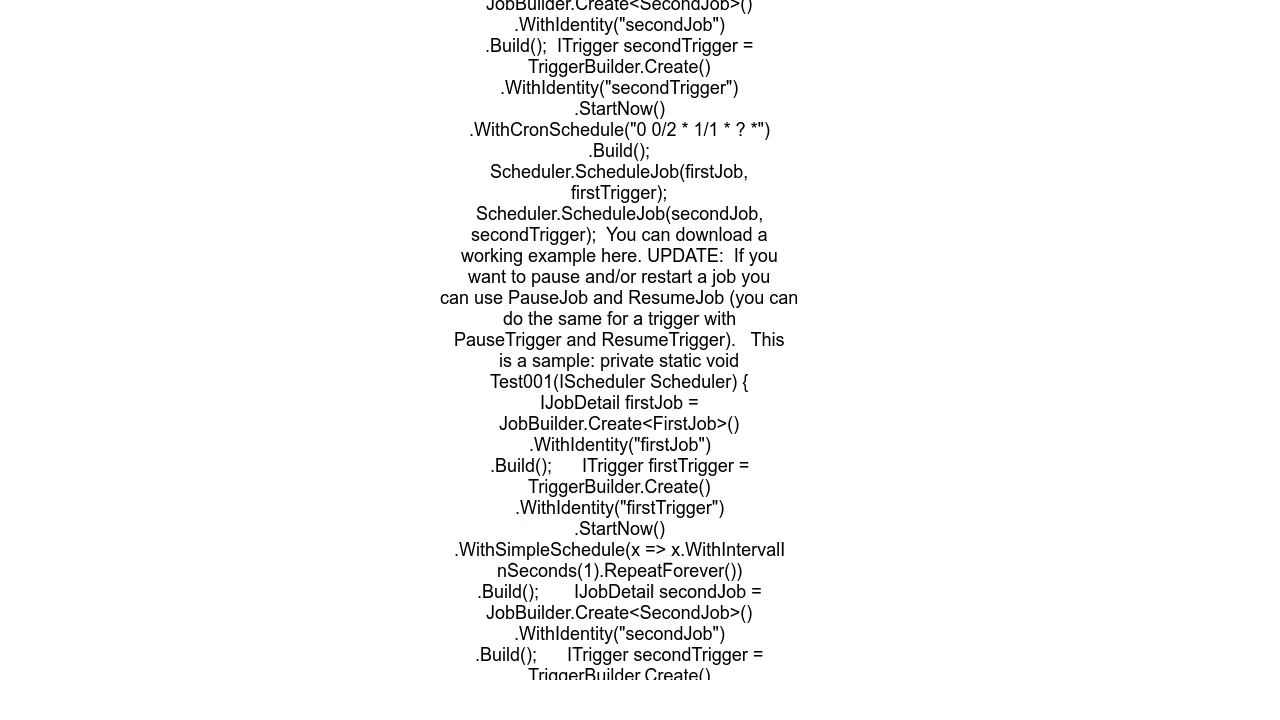 JobBuilder.Create<SecondJob>()
.WithIdentity("secondJob")
.Build();  ITrigger secondTrigger =
TriggerBuilder.Create()
.WithIdentity("secondTrigger")
.StartNow()
.WithCronSchedule("0 0/2 * 1/1 * ? *")
.Build();
Scheduler.ScheduleJob(firstJob,
firstTrigger);
Scheduler.ScheduleJob(secondJob,
secondTrigger);  You can download a
working example here. UPDATE:  If you
want to pause and/or restart a job you
can use PauseJob and ResumeJob (you can
do the same for a trigger with
PauseTrigger and ResumeTrigger).   This
is a sample: private static void
Test001(IScheduler Scheduler) {
IJobDetail firstJob =
JobBuilder.Create<FirstJob>()
.WithIdentity("firstJob")
.Build();      ITrigger firstTrigger =
TriggerBuilder.Create()
.WithIdentity("firstTrigger")
.StartNow()
.WithSimpleSchedule(x => x.WithIntervalI
nSeconds(1).RepeatForever())
.Build();       IJobDetail secondJob =
JobBuilder.Create<SecondJob>()
.WithIdentity("secondJob")
.Build();      ITrigger secondTrigger =
TriggerBuilder.Create()